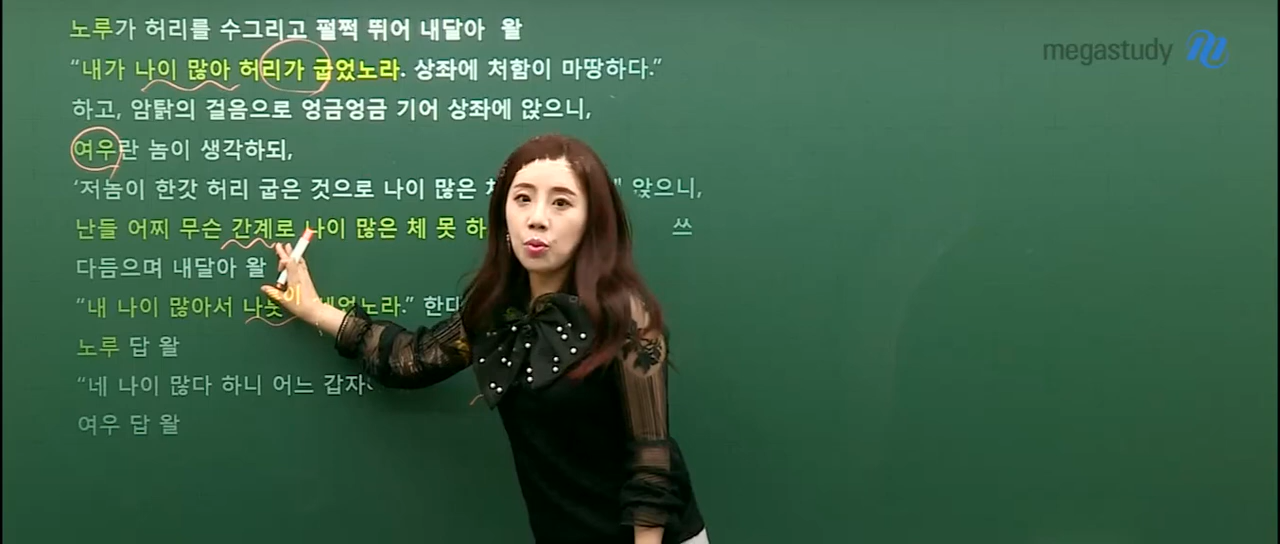 노루가 허리를 수그리고 펄쩍 뛰어 내달아 왈
megastudy
“내가 나이 많아 허리가 굽었노라. 상좌에 처함이 마땅하다.”
하고, 암탉의 걸음으로 엉금엉금 기어 상좌에 앉으니,
여우란 놈이 생각하되,
‘저놈이 한갓 허리 굽은 것으로 나이 많은 앉으니,
난들 어찌 무슨 간계로 나이 많은 체 못 하 쓰
다듬으며 내달아 왈
“내 나이 많아서 한다
노루 답 왈
“네 나이 많다 하니 어느 갑자
여우 답 왈